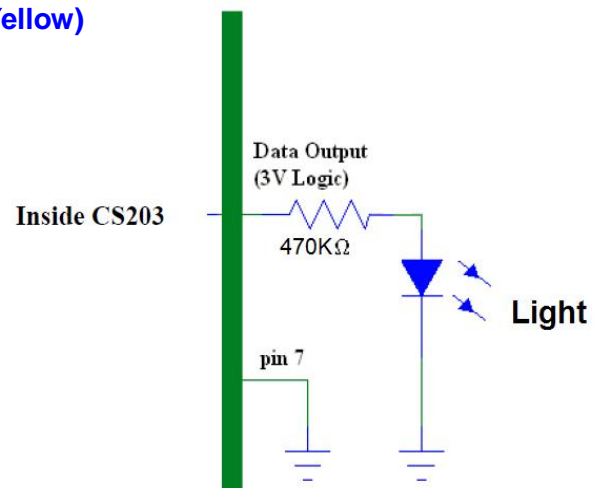 ellow)
Data Output
(3V Logic)
Inside CS203
470KΩ
Light
pin 7